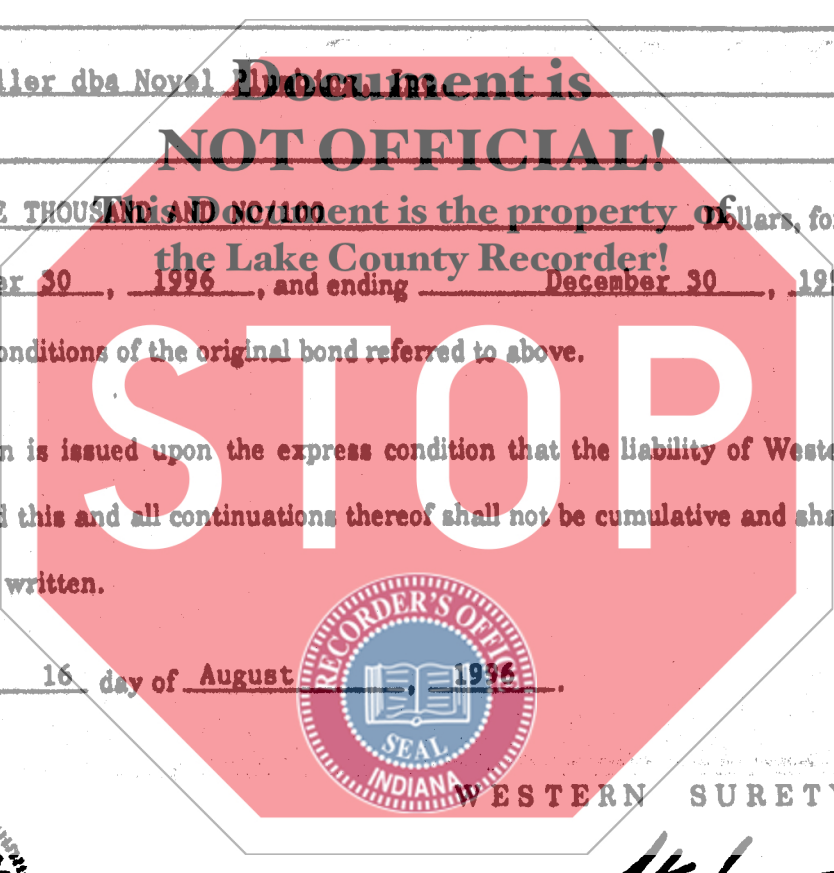 ller dba Novel Plumbing, Inc.
Document is
NOT OFFICIAL!
E THOUSAND AND NO/100 Dollars, fo
This Document is the property of
the Lake County Recorder!
er 30, 1996, and ending December 30, 199
onditions of the original bond referred to above.
STOP
n is issued upon the express condition that the liability of Weste
d this and all continuations thereof shall not be cumulative and sha
written.
RECORDER'S OFFICE
SEAL
INDIANA
16 day of August, 1996.
WESTERN SURETY